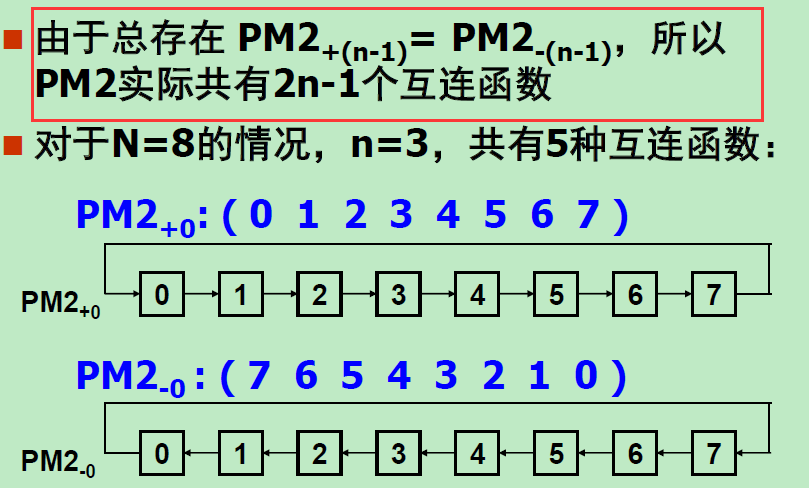 由于总存在 PM2+(n-1)= PM2-(n-1)，所以
PM2实际共有2n-1个互连函数
对于N=8的情况，n=3，共有5种互连函数：
PM2+0:(0 1 2 3 4 5 6 7)
PM2+0 0 1 2 3 4 5 6 7
PM2-0:(7 6 5 4 3 2 1 0)
PM2-0 0 1 2 3 4 5 6 7